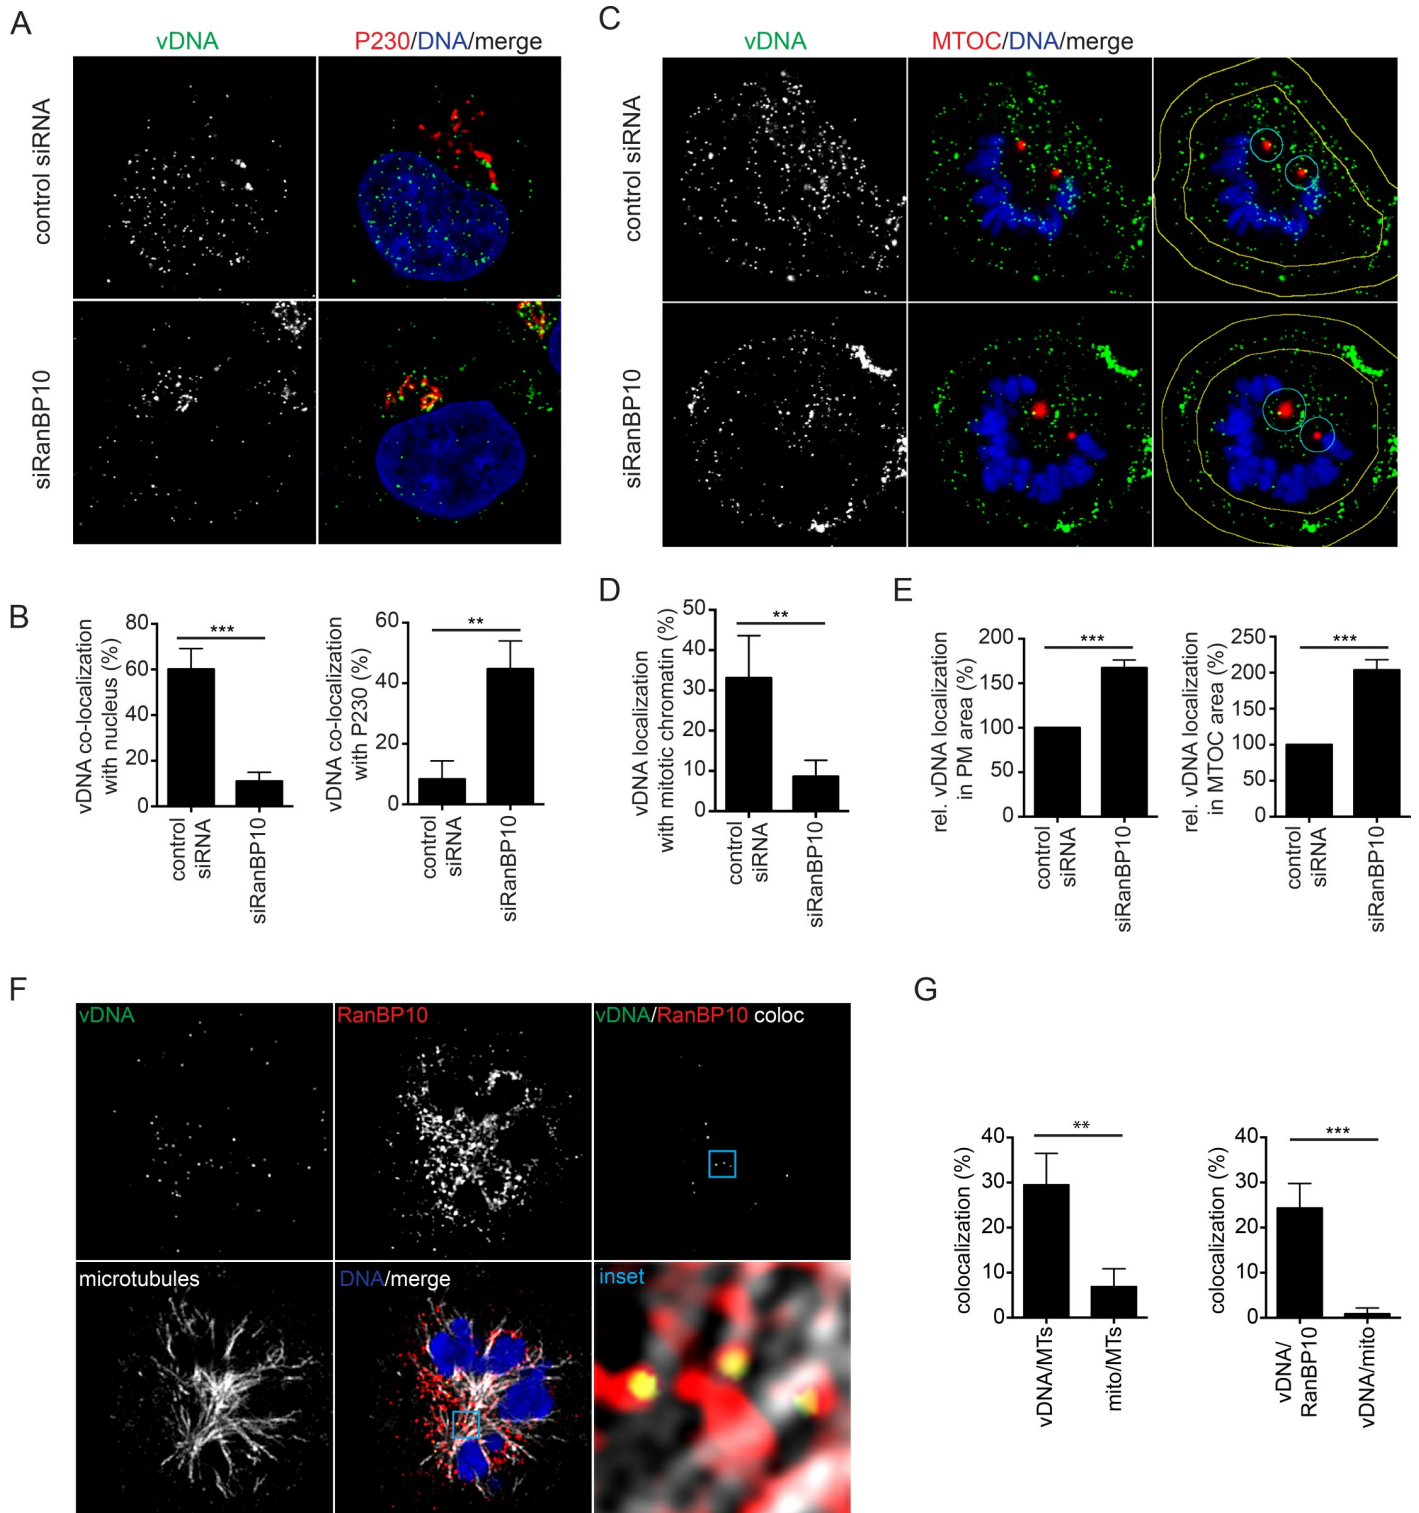 A
vDNA
P230/DNA/merge
control siRNA
siRanBP10
C
vDNA
MTOC/DNA/merge
control siRNA
siRanBP10
B
vDNA co-localization
with nucleus (%)
80
60
40
20
0
***
control
siRNA
siRanBP10
vDNA co-localization
with P230 (%)
60
40
20
0
**
control
siRNA
siRanBP10
D
vDNA localization
with mitotic chromatin (%)
50
40
30
20
10
0
**
control
siRNA
siRanBP10
E
rel. vDNA localization
in PM area (%)
200
150
100
50
0
***
control
siRNA
siRanBP10
rel. vDNA localization
in MTOC area (%)
250
200
150
100
50
0
***
control
siRNA
siRanBP10
F
vDNA
RanBP10
vDNA/RanBP10 coloc
microtubules
DNA/merge
inset
G
colocalization (%)
40
30
20
10
0
**
vDNA/MTs
mito/MTs
colocalization (%)
40
30
20
10
0
***
vDNA/
RanBP10
vDNA/mito